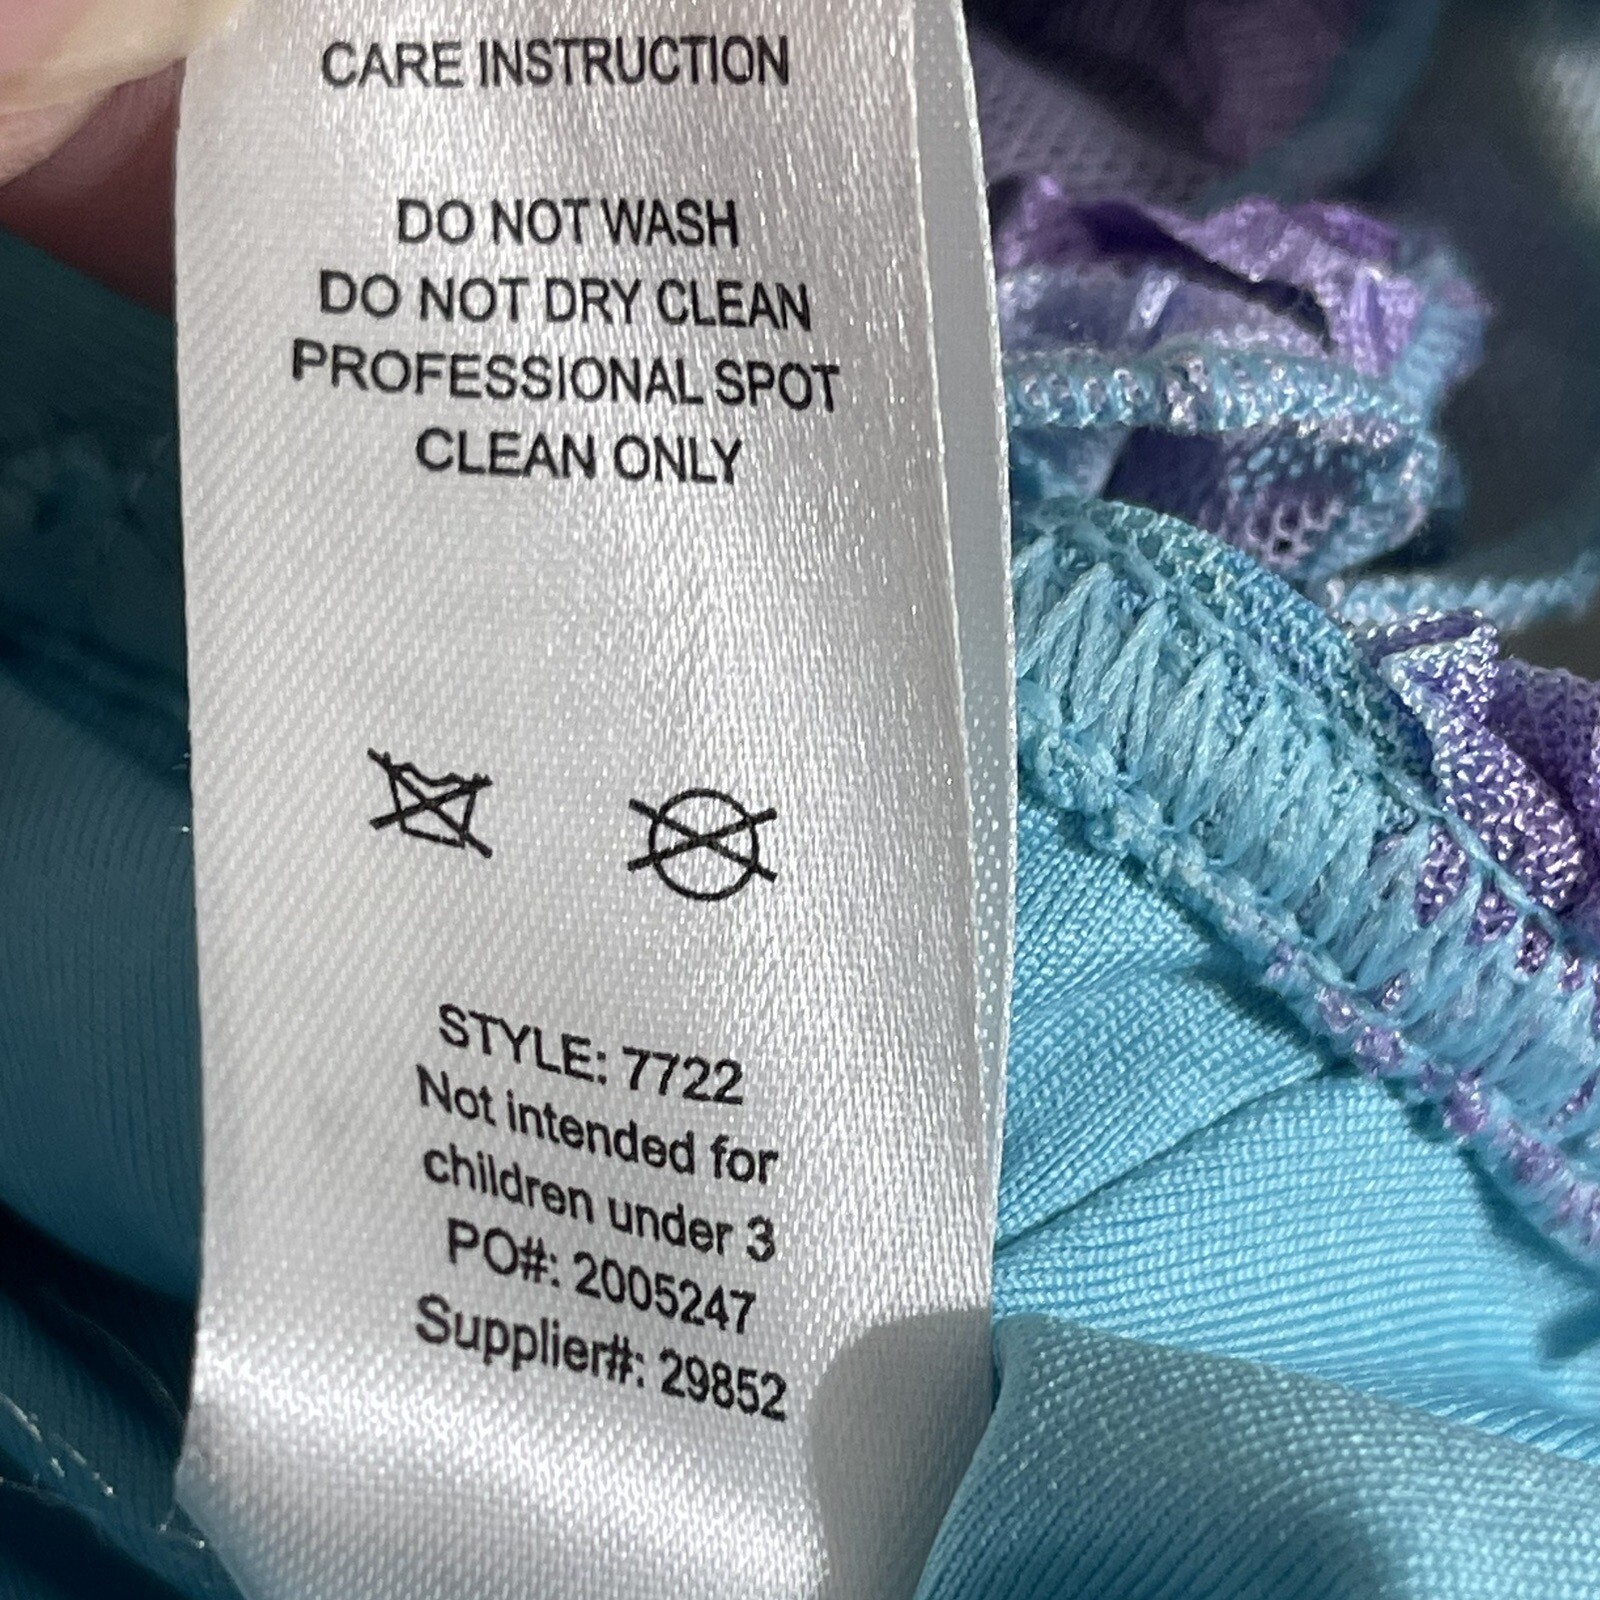 CARE INSTRUCTION
DO NOT WASH
DO NOT DRY CLEAN
PROFESSIONAL SPOT
CLEAN ONLY
STYLE: 7722
Not intended for
children under 3
PO#: 2005247
Supplier#: 29852